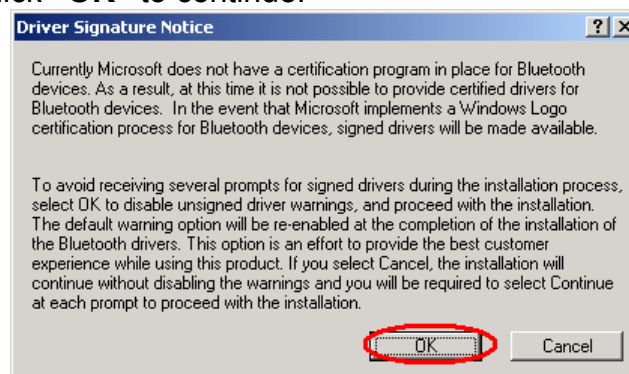 "OK" to continue.
Driver Signature Notice
Currently Microsoft does not have a certification program in place for Bluetooth
devices. As a result, at this time it is not possible to provide certified drivers for
Bluetooth devices. In the event that Microsoft implements a Windows Logo
certification process for Bluetooth devices, signed drivers will be made available.
To avoid receiving several prompts for signed drivers during the installation process,
select OK to disable unsigned driver warnings, and proceed with the installation.
The default warning option will be re-enabled at the completion of the installation of
the Bluetooth drivers. This option is an effort to provide the best customer
experience while using this product. If you select Cancel, the installation will
continue without disabling the warnings and you will be required to select Continue
at each prompt to proceed with the installation.
OK Cancel